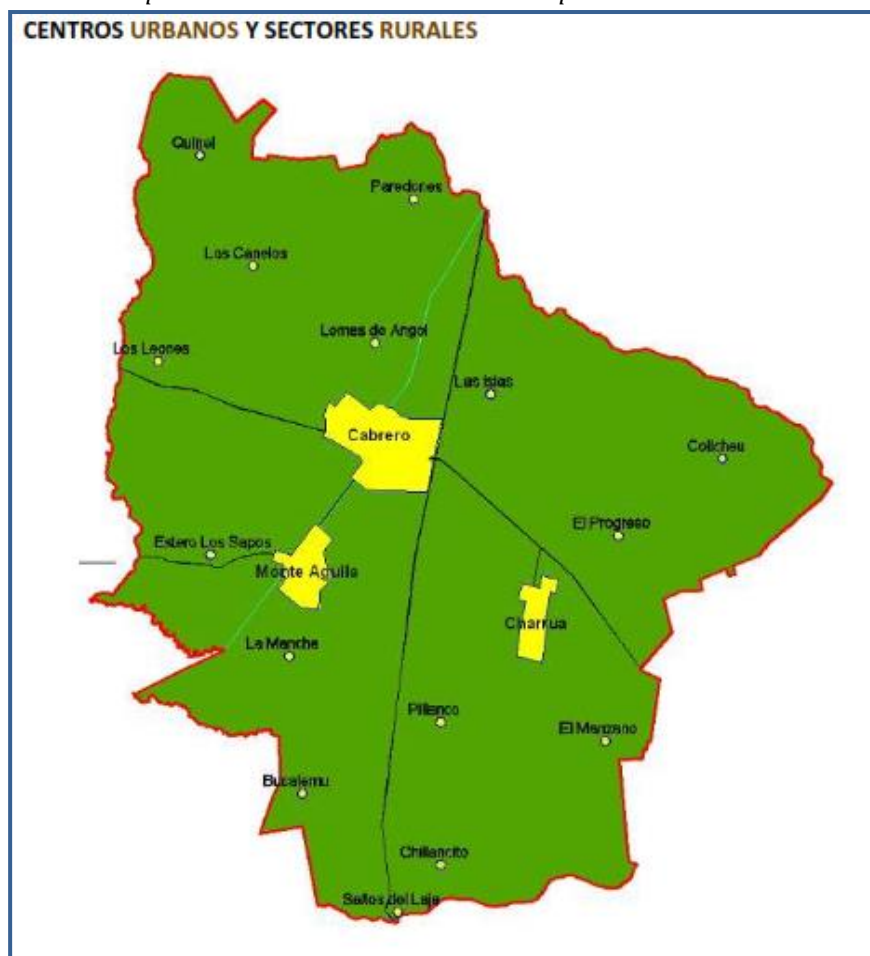 CENTROS URBANOS Y SECTORES RURALES
Quinel
Paredones
Los Canelos
Lomas de Angol
Los Leones
Las Islas
Cabrero
Colicheu
El Progreso
Estero Los Sapos
Monte Aguila
Charrua
La Mancha
Pillanco
El Manzano
Bucalemu
Chillancito
Saltos del Laja